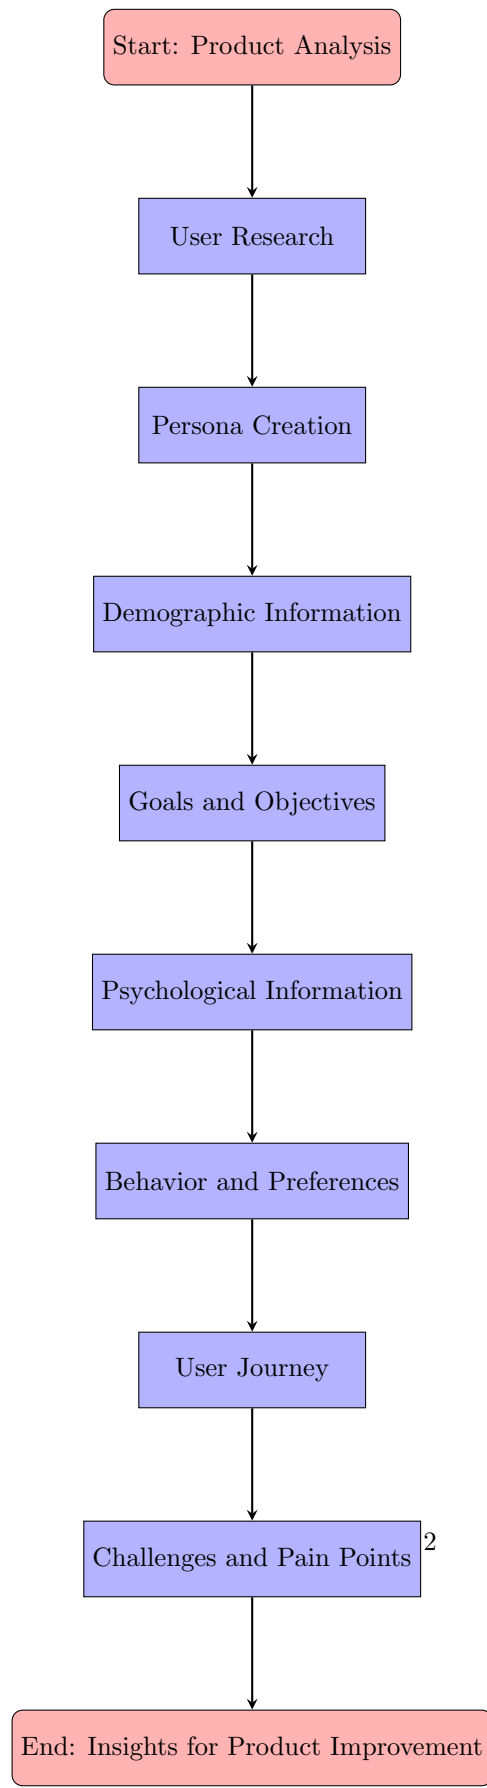 Start: Product Analysis
User Research
Persona Creation
Demographic Information
Goals and Objectives
Psychological Information
Behavior and Preferences
User Journey
Challenges and Pain Points
2
End: Insights for Product Improvement